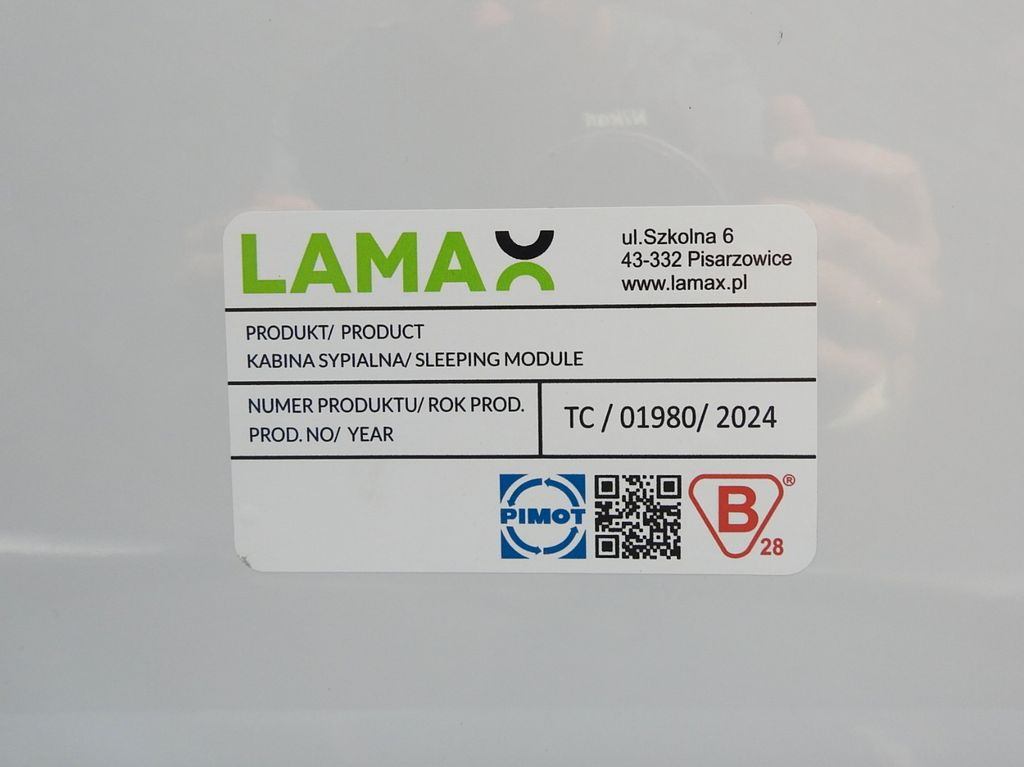 LAMAX
ul.Szkolna 6
43-332 Pisarzowice
www.lamax.pl
PRODUKT/ PRODUCT
KABINA SYPIALNA/ SLEEPING MODULE
NUMER PRODUKTU/ ROK PROD.
PROD. NO/ YEAR
TC / 01980/ 2024
PIMOT
B ®
28
Nikon